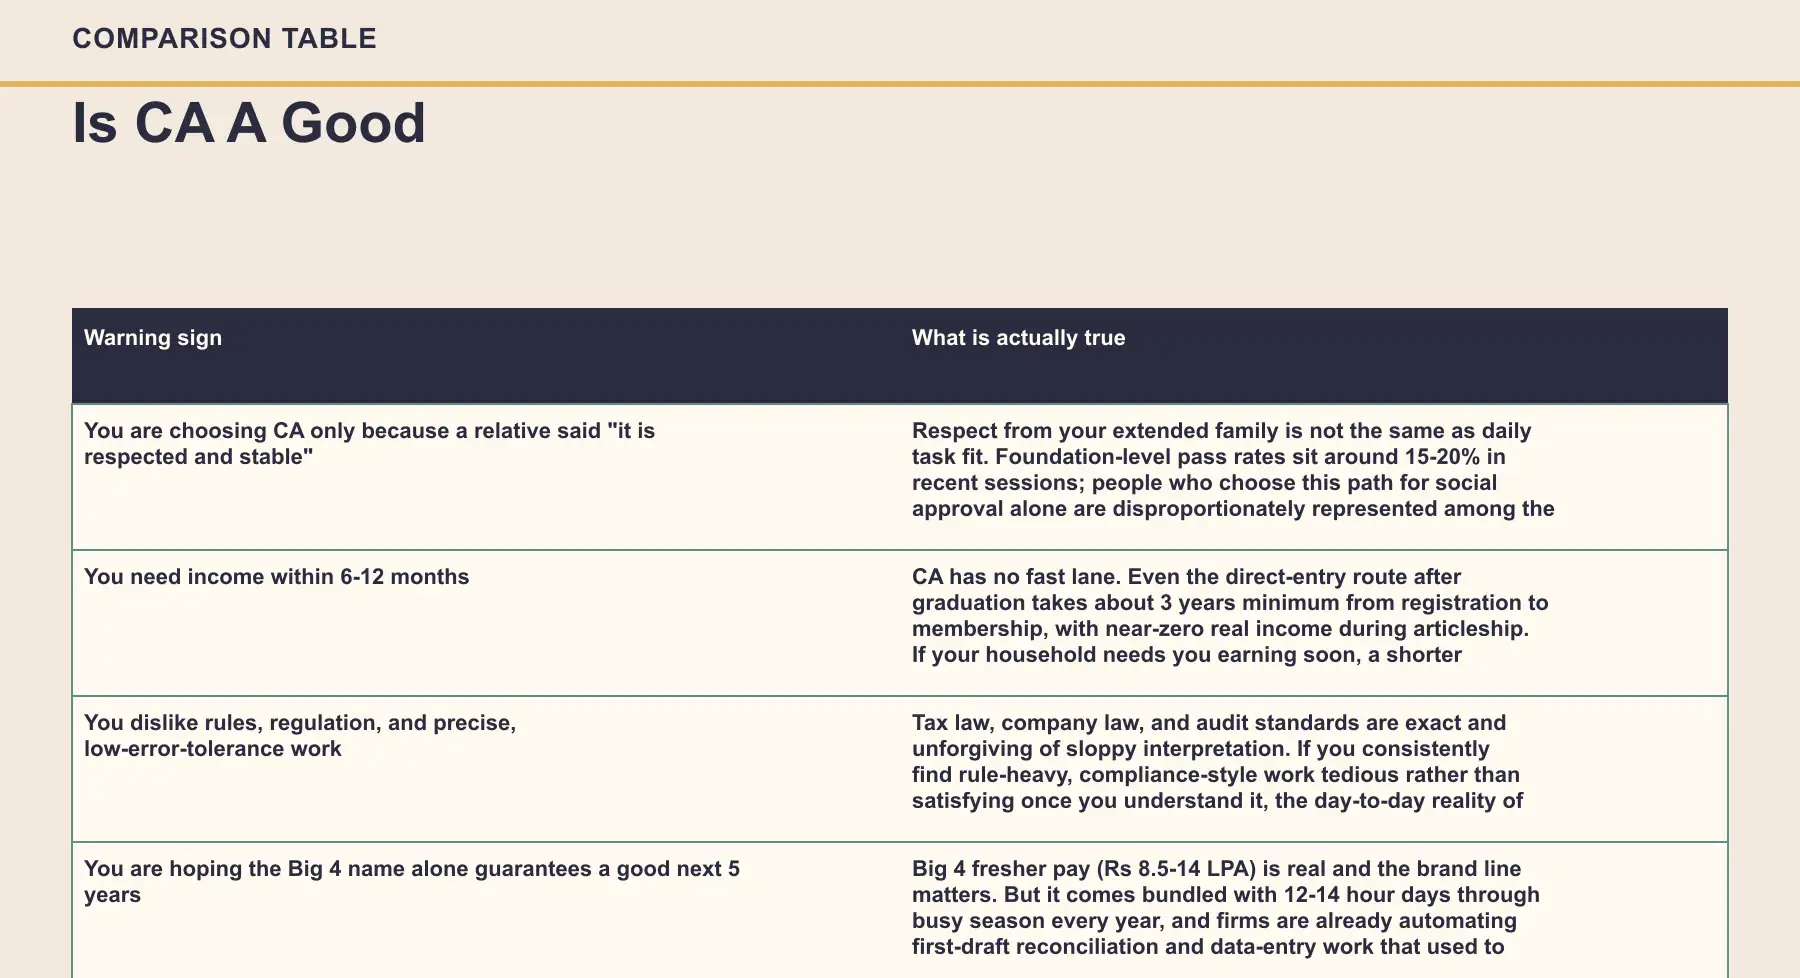 COMPARISON TABLE
Is CA A Good
Warning sign
What is actually true
You are choosing CA only because a relative said "it is
respected and stable"
Respect from your extended family is not the same as daily
task fit. Foundation-level pass rates sit around 15-20% in
recent sessions; people who choose this path for social
approval alone are disproportionately represented among the
You need income within 6-12 months
CA has no fast lane. Even the direct-entry route after
graduation takes about 3 years minimum from registration to
membership, with near-zero real income during articleship.
If your household needs you earning soon, a shorter
You dislike rules, regulation, and precise,
low-error-tolerance work
Tax law, company law, and audit standards are exact and
unforgiving of sloppy interpretation. If you consistently
find rule-heavy, compliance-style work tedious rather than
satisfying once you understand it, the day-to-day reality of
You are hoping the Big 4 name alone guarantees a good next 5
years
Big 4 fresher pay (Rs 8.5-14 LPA) is real and the brand line
matters. But it comes bundled with 12-14 hour days through
busy season every year, and firms are already automating
first-draft reconciliation and data-entry work that used to